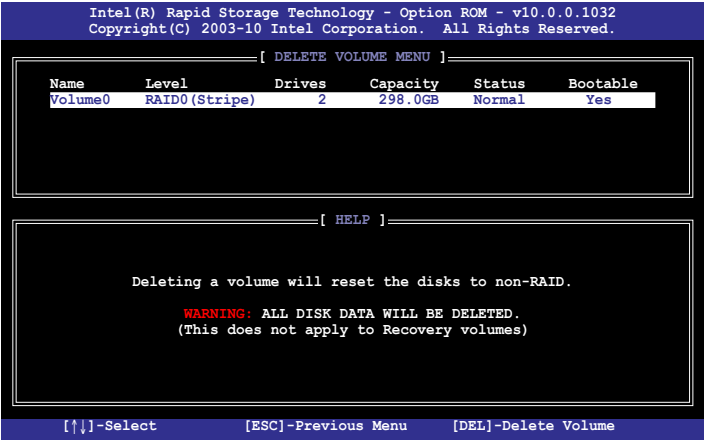 Intel(R) Rapid Storage Technology - Option ROM - v10.0.0.1032
Copyright(C) 2003-10 Intel Corporation. All Rights Reserved.
[ DELETE VOLUME MENU ]
Name Level Drives Capacity Status Bootable
Volume0 RAID0(Stripe) 2 298.0GB Normal Yes
[ HELP ]
Deleting a volume will reset the disks to non-RAID.
WARNING: ALL DISK DATA WILL BE DELETED.
(This does not apply to Recovery volumes)
[↑↓]-Select [ESC]-Previous Menu [DEL]-Delete Volume